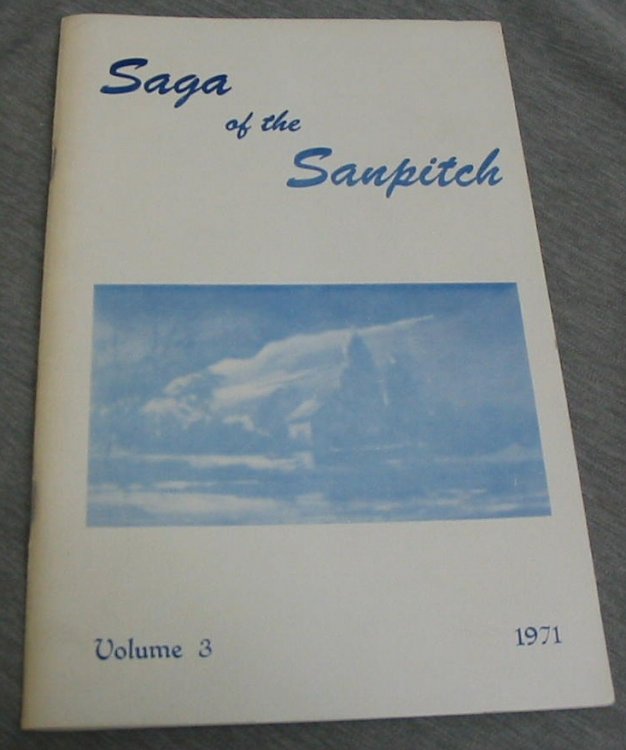 Saga
of the
Sanpitch
Volume 3
1971